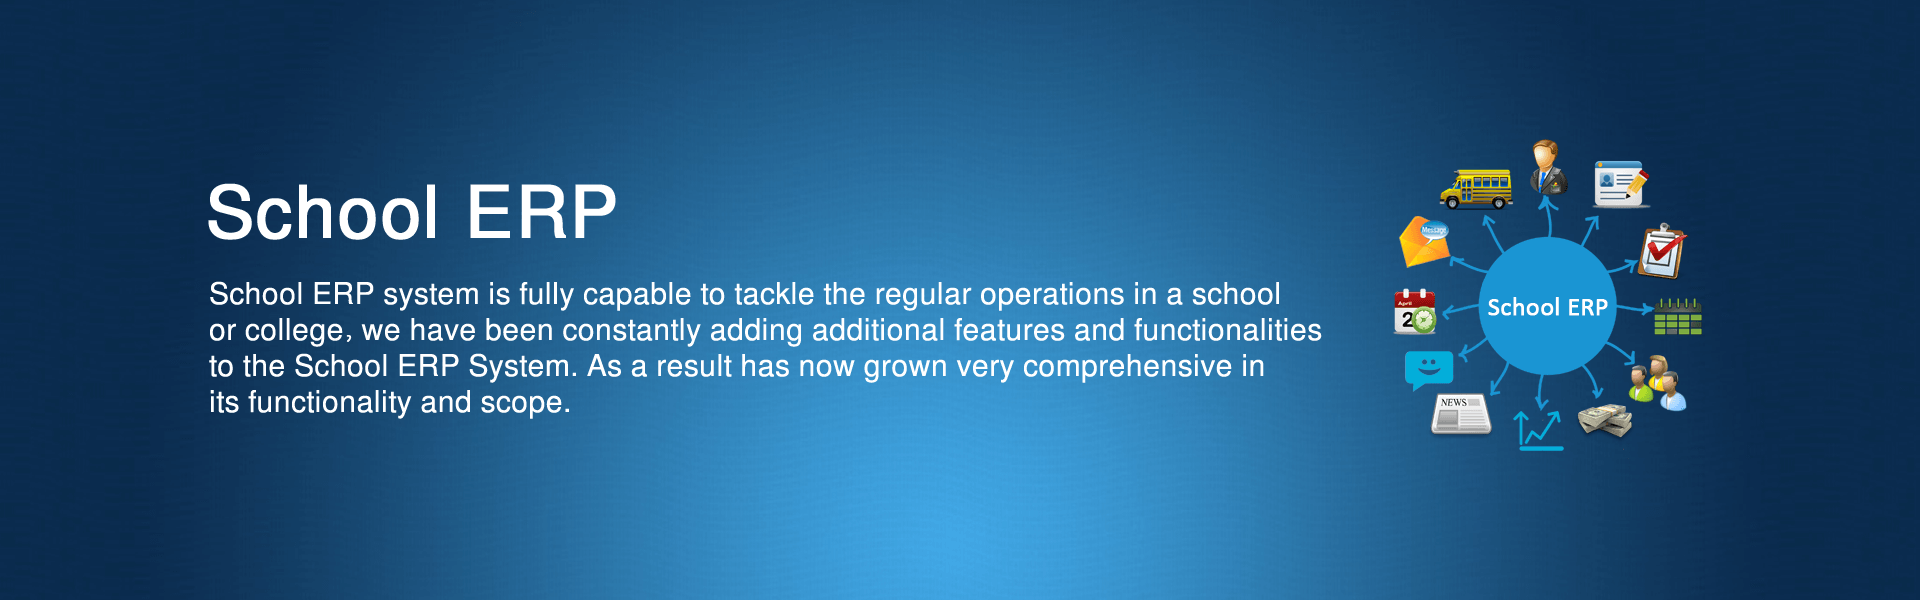 School ERP
School ERP system is fully capable to tackle the regular operations in a school
or college, we have been constantly adding additional features and functionalities
to the School ERP System. As a result has now grown very comprehensive in
its functionality and scope.
Message
April
2
School ERP
NEWS